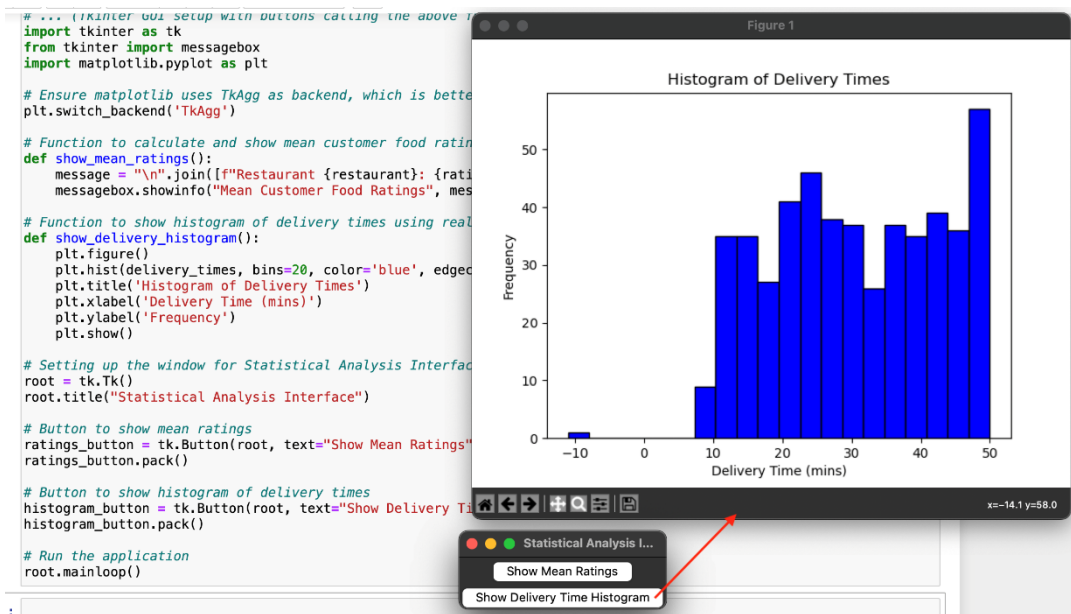 # ... (Tkinter GUI setup with buttons calling the above f
import tkinter as tk
from tkinter import messagebox
import matplotlib.pyplot as plt
# Ensure matplotlib uses TkAgg as backend, which is bette
plt.switch_backend('TkAgg')
# Function to calculate and show mean customer food ratin
def show_mean_ratings():
    message = "\n".join([f"Restaurant {restaurant}: {rati
    messagebox.showinfo("Mean Customer Food Ratings", mes
# Function to show histogram of delivery times using real
def show_delivery_histogram():
    plt.figure()
    plt.hist(delivery_times, bins=20, color='blue', edgec
    plt.title('Histogram of Delivery Times')
    plt.xlabel('Delivery Time (mins)')
    plt.ylabel('Frequency')
    plt.show()
# Setting up the window for Statistical Analysis Interfac
root = tk.Tk()
root.title("Statistical Analysis Interface")
# Button to show mean ratings
ratings_button = tk.Button(root, text="Show Mean Ratings"
ratings_button.pack()
# Button to show histogram of delivery times
histogram_button = tk.Button(root, text="Show Delivery Ti
histogram_button.pack()
# Run the application
root.mainloop()
Figure 1
Histogram of Delivery Times
Frequency
50
40
30
20
10
0
−10 0 10 20 30 40 50
Delivery Time (mins)
x=−14.1 y=58.0
Statistical Analysis I...
Show Mean Ratings
Show Delivery Time Histogram